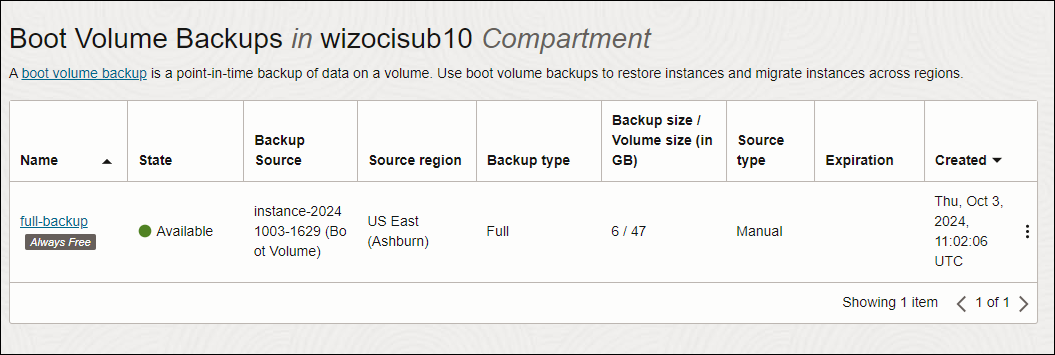 Boot Volume Backups in wizocisub10 Compartment
A boot volume backup is a point-in-time backup of data on a volume. Use boot volume backups to restore instances and migrate instances across regions.
Name
State
Backup
Source
Source region
Backup type
Backup size /
Volume size (in
GB)
Source
type
Expiration
Created
full-backup
Always Free
Available
instance-2024
1003-1629 (Bo
ot Volume)
US East
(Ashburn)
Full
6 / 47
Manual
Thu, Oct 3,
2024,
11:02:06
UTC
Showing 1 item
1 of 1